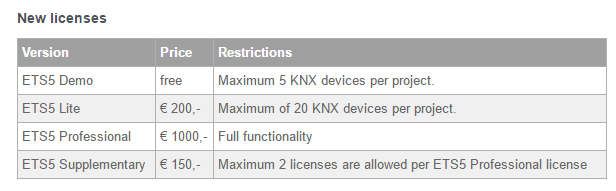 New licenses
Version Price Restrictions
ETS5 Demo free Maximum 5 KNX devices per project.
ETS5 Lite € 200,- Maximum of 20 KNX devices per project.
ETS5 Professional € 1000,- Full functionality
ETS5 Supplementary € 150,- Maximum 2 licenses are allowed per ETS5 Professional license